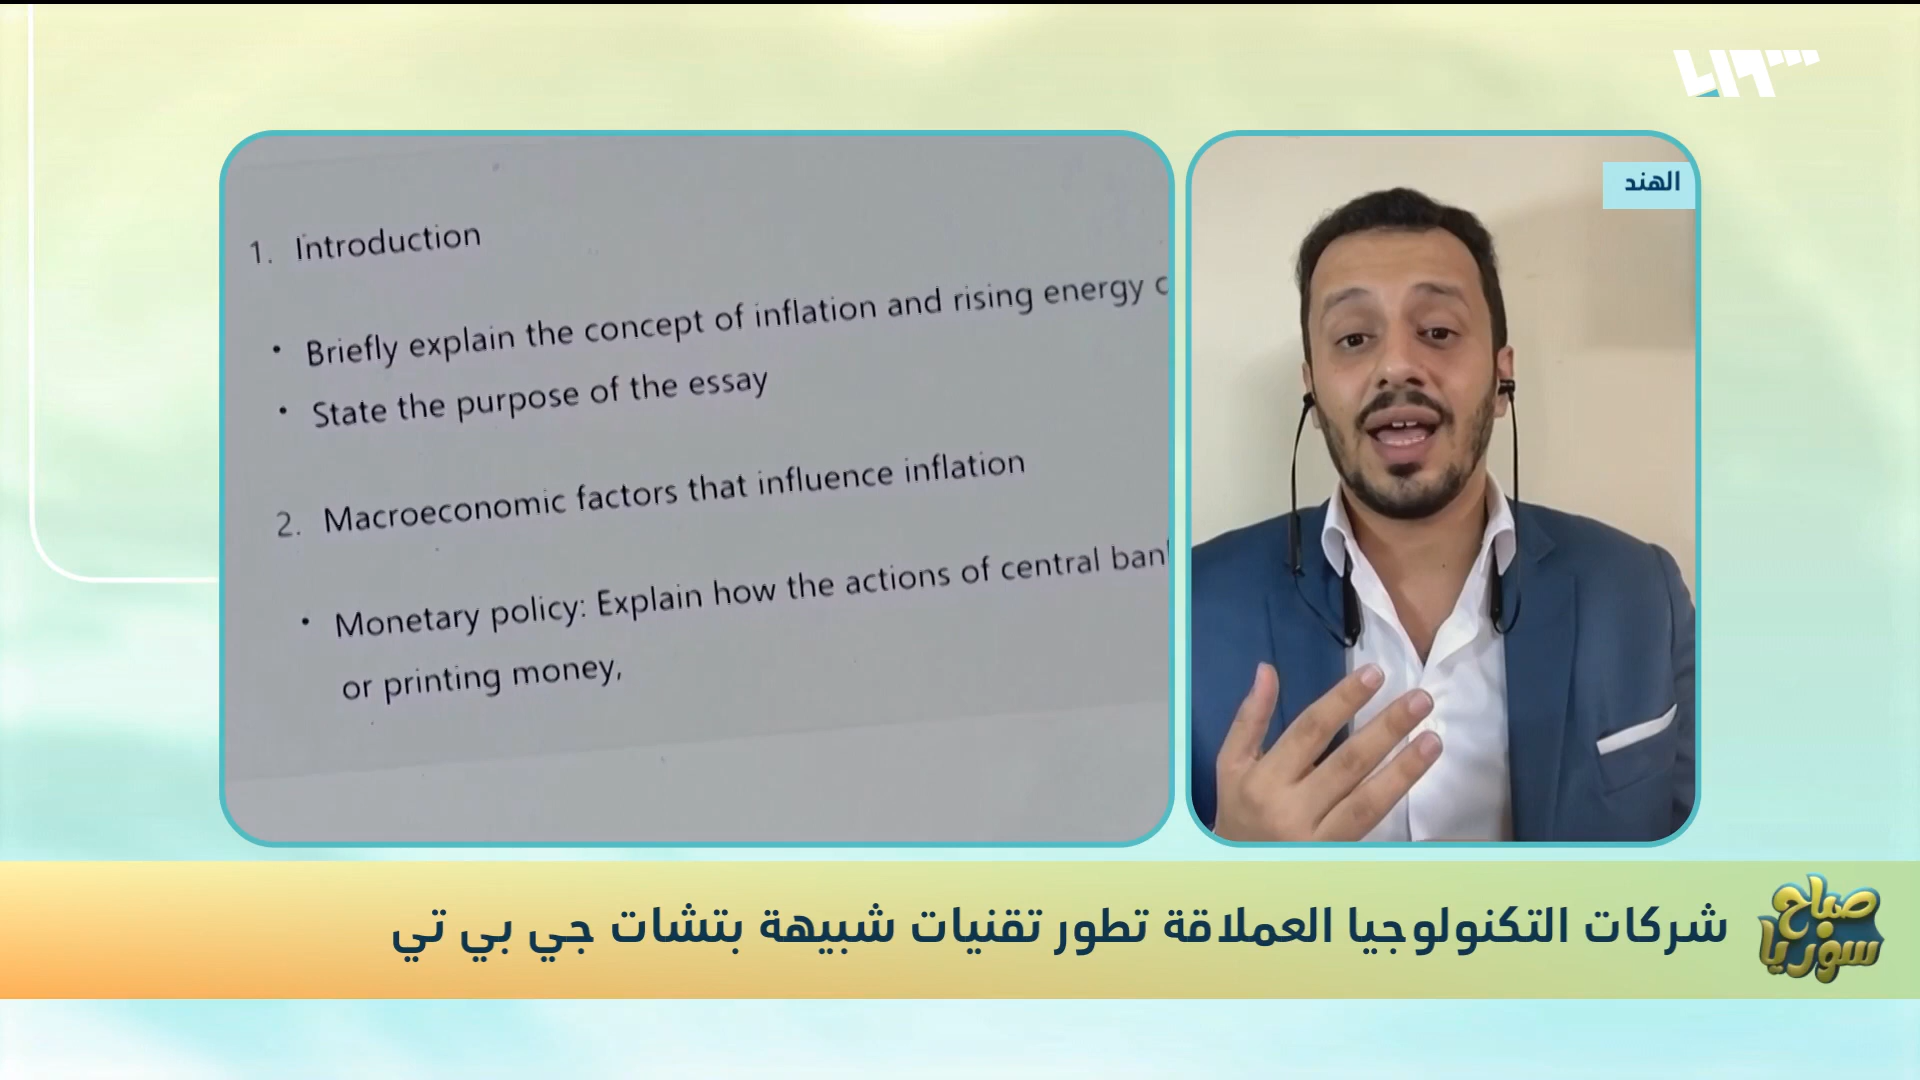 سوريا
الهند
1. Introduction
• Briefly explain the concept of inflation and rising energy c
• State the purpose of the essay
2. Macroeconomic factors that influence inflation
• Monetary policy: Explain how the actions of central ban
or printing money,
شركات التكنولوجيا العملاقة تطور تقنيات شبيهة بتشات جي بي تي
صباح
سوريا